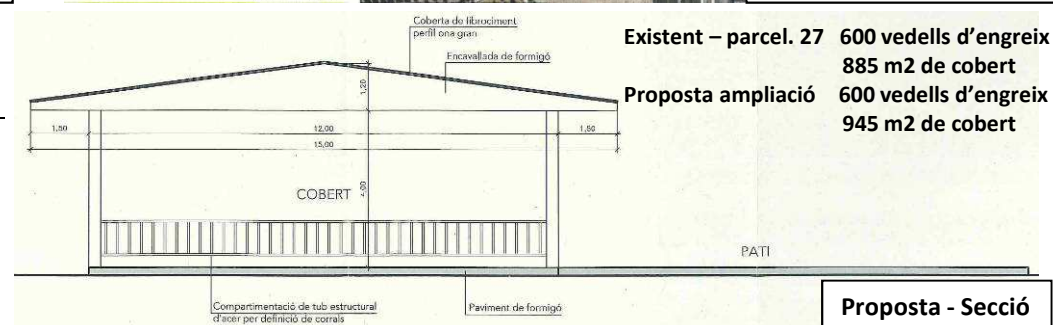 Coberta de fibrociment
perfil ona gran
Encavallada de formigó
Existent – parcel. 27 600 vedells d’engreix
885 m2 de cobert
Proposta ampliació 600 vedells d’engreix
945 m2 de cobert
1,20
1,50 12,00 1,50
15,00
COBERT
4,00
PATI
Compartimentació de tub estructural
d'acer per definició de corrals
Paviment de formigó
Proposta - Secció